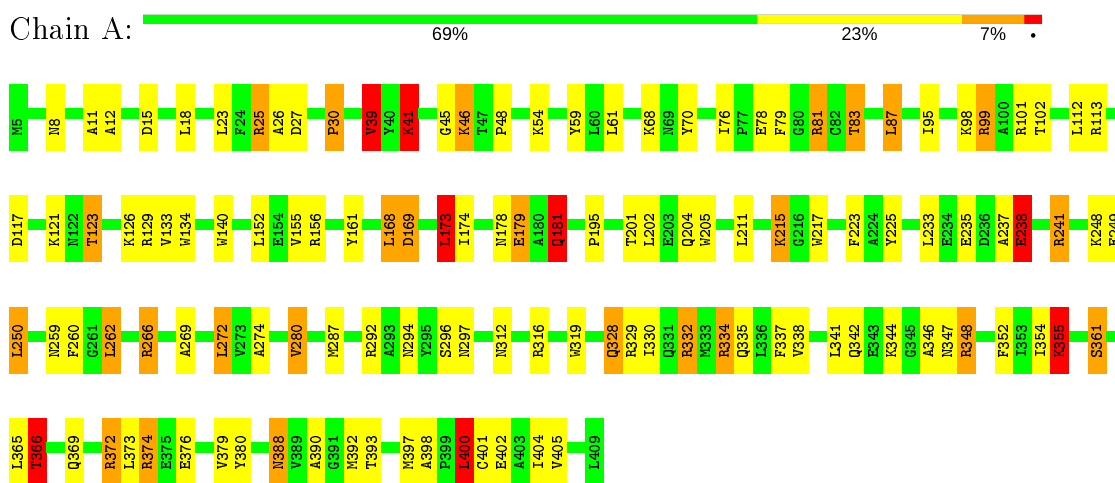 Chain A:
69% 23% 7% •
M5 N8 A11 A12 D15 L18 L23 F24 R25 A26 D27 P30 V39 Y40 K41 G45 K46 T47 P48 K54 Y59 L60 L61 K68 N69 Y70 I76 P77 E78 F79 G80 R81 C82 T83 L87 I95 K98 R99 A100 R101 T102 L112 R113
D117 K121 N122 T123 K126 R129 V133 W134 W140 L152 E154 V155 R156 Y161 L168 D169 L173 I174 N178 E179 A180 Q181 P195 T201 L202 E203 Q204 W205 L211 K215 G216 W217 F223 A224 Y225 L233 E234 E235 D236 A237 E238 R241 K248
L250 N259 F260 G261 L262 R266 A269 L272 V273 A274 V280 M287 R292 A293 N294 Y295 S296 N297 N312 R316 W319 Q328 R329 I330 Q331 R332 M333 R334 Q335 L336 F337 V338 L341 Q342 E343 K344 G345 A346 N347 R348 F352 I353 I354 K355 S361
L365 T366 Q369 R372 L373 R374 E375 E376 V379 Y380 N388 V389 A390 G391 M392 T393 M397 A398 P399 L400 C401 E402 A403 I404 V405 L409